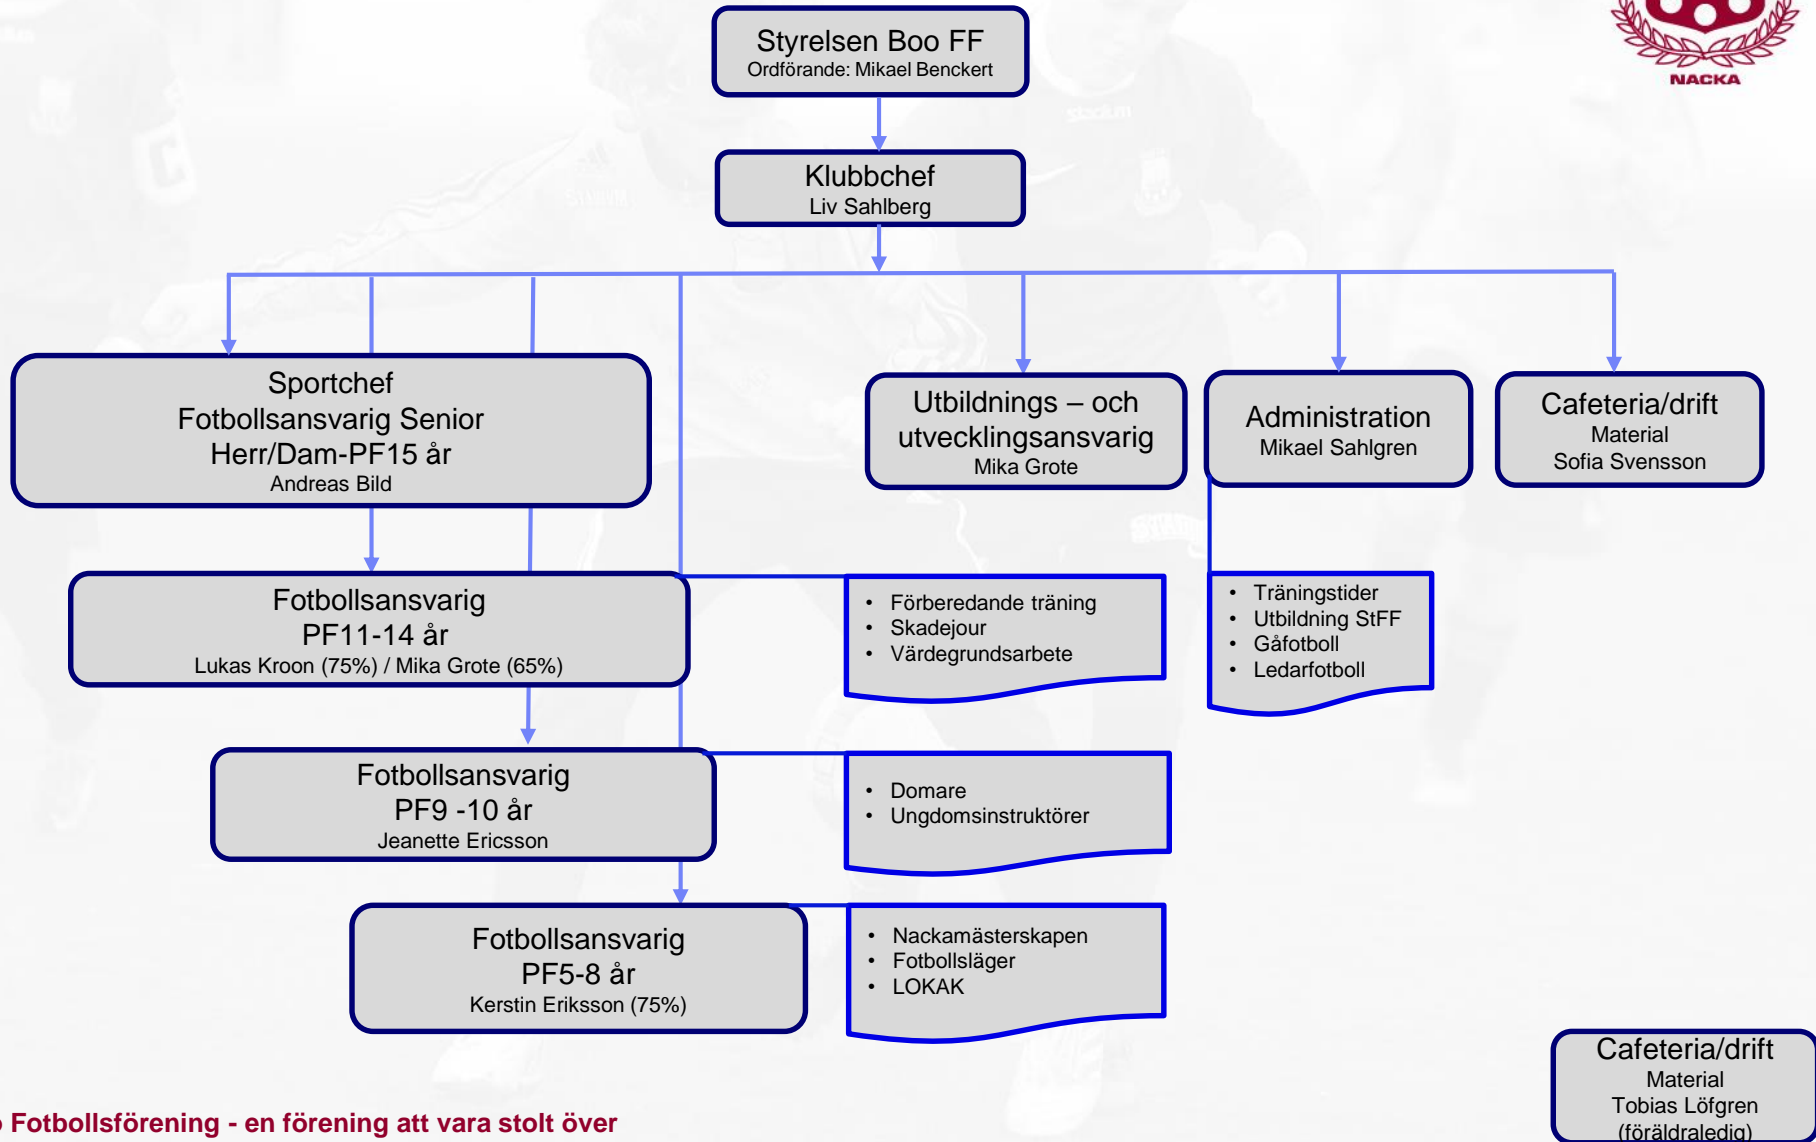 Styrelsen Boo FF
Ordförande: Mikael Benckert
NACKA
Klubbchef
Liv Sahlberg
Sportchef
Fotbollsansvarig Senior
Herr/Dam-PF15 år
Andreas Bild
Utbildnings – och
utvecklingsansvarig
Mika Grote
Administration
Mikael Sahlgren
Cafeteria/drift
Material
Sofia Svensson
Fotbollsansvarig
PF11-14 år
Lukas Kroon (75%) / Mika Grote (65%)
• Förberedande träning
• Skadejour
• Värdegrundsarbete
• Träningstider
• Utbildning StFF
• Gåfotboll
• Ledarfotboll
Fotbollsansvarig
PF9 -10 år
Jeanette Ericsson
• Domare
• Ungdomsinstruktörer
Fotbollsansvarig
PF5-8 år
Kerstin Eriksson (75%)
• Nackamästerskapen
• Fotbollsläger
• LOKAK
Cafeteria/drift
Material
Tobias Löfgren
(föräldraledig)
Fotbollsförening - en förening att vara stolt över